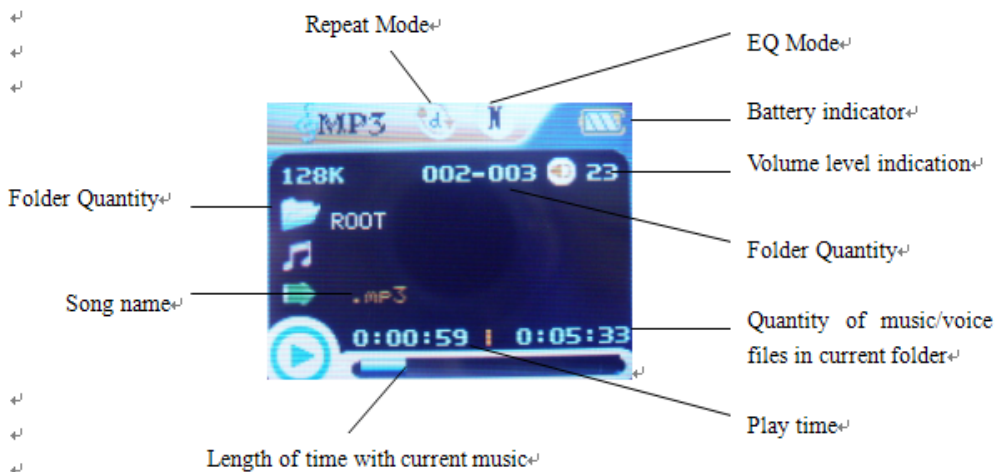 Repeat Mode
EQ Mode
Battery indicator
Volume level indication
Folder Quantity
Folder Quantity
Song name
Quantity of music/voice
files in current folder
Play time
Length of time with current music
MP3 d N
128K 002-003 23
ROOT
.mp3
0:00:59 | 0:05:33